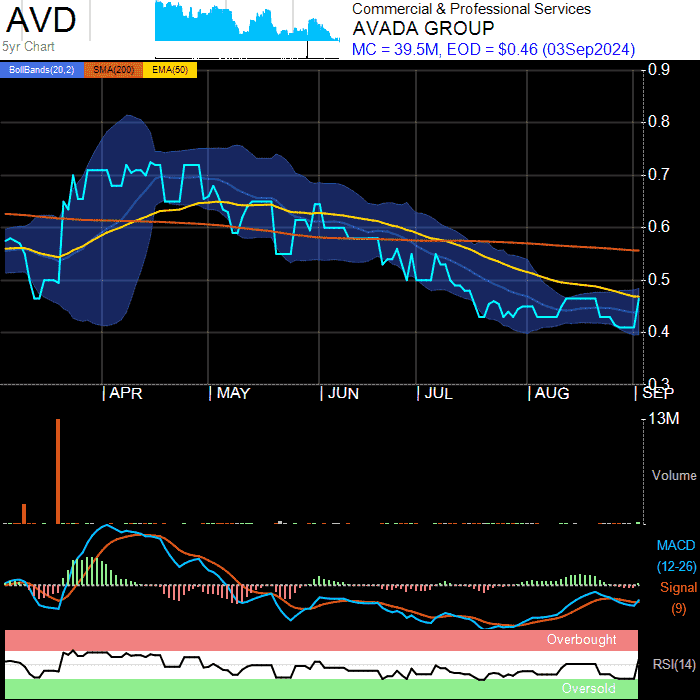 AVD
5yr Chart
Commercial & Professional Services
AVADA GROUP
MC = 39.5M, EOD = $0.46 (03Sep2024)
BollBands(20,2) SMA(200) EMA(50)
0.9
0.8
0.7
0.6
0.5
0.4
0.3
APR MAY JUN JUL AUG SEP
13M
Volume
MACD
(12-26)
Signal
(9)
Overbought
RSI(14)
Oversold